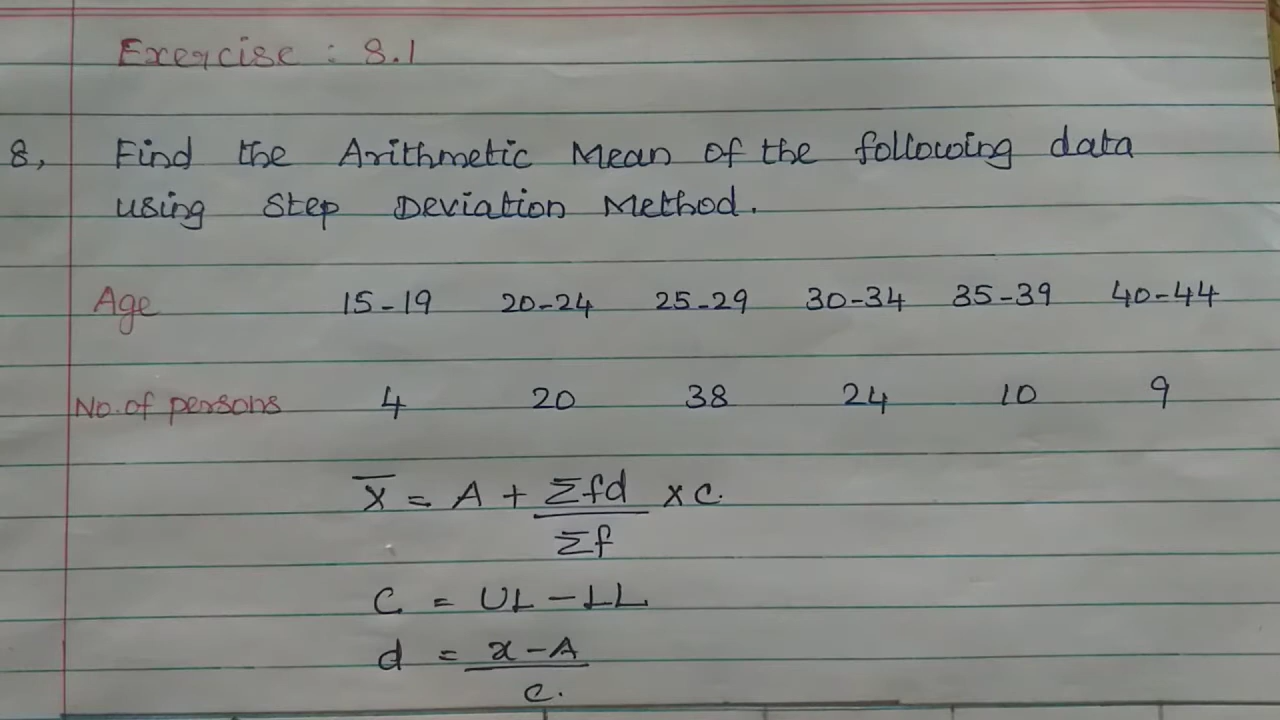 Exercise : 8.1
8, Find the Arithmetic Mean of the following data
using Step Deviation Method.
Age 15-19 20-24 25-29 30-34 35-39 40-44
No.of persons 4 20 38 24 10 9
X̅ = A + Σfd x c.
Σf
C = UL - LL
d = x - A
c.